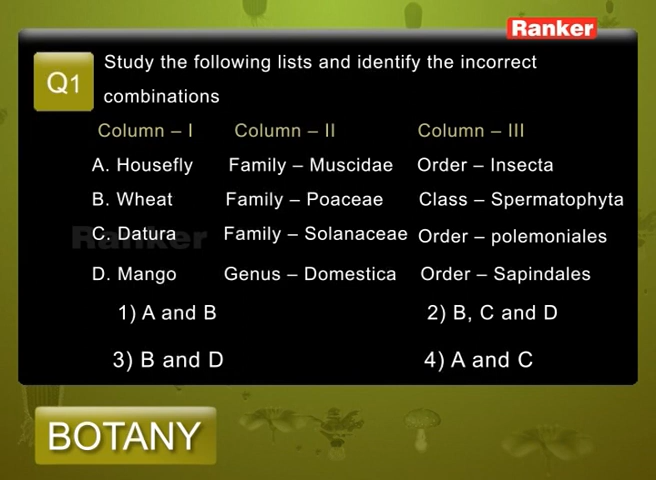 Ranker
Q1
Study the following lists and identify the incorrect
combinations
Column – I Column – II Column – III
A. Housefly Family – Muscidae Order – Insecta
B. Wheat Family – Poaceae Class – Spermatophyta
C. Datura Family – Solanaceae Order – polemoniales
Ranker
D. Mango Genus – Domestica Order – Sapindales
1) A and B 2) B, C and D
3) B and D 4) A and C
BOTANY